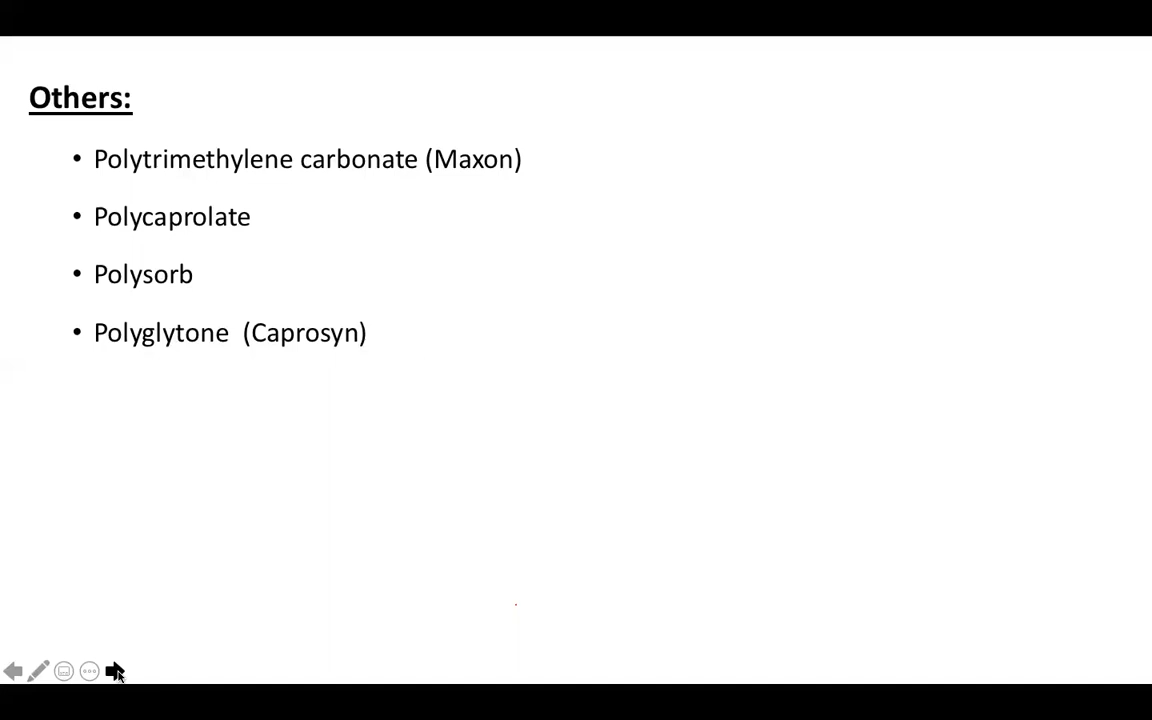 Others:
• Polytrimethylene carbonate (Maxon)
• Polycaprolate
• Polysorb
• Polyglytone  (Caprosyn)